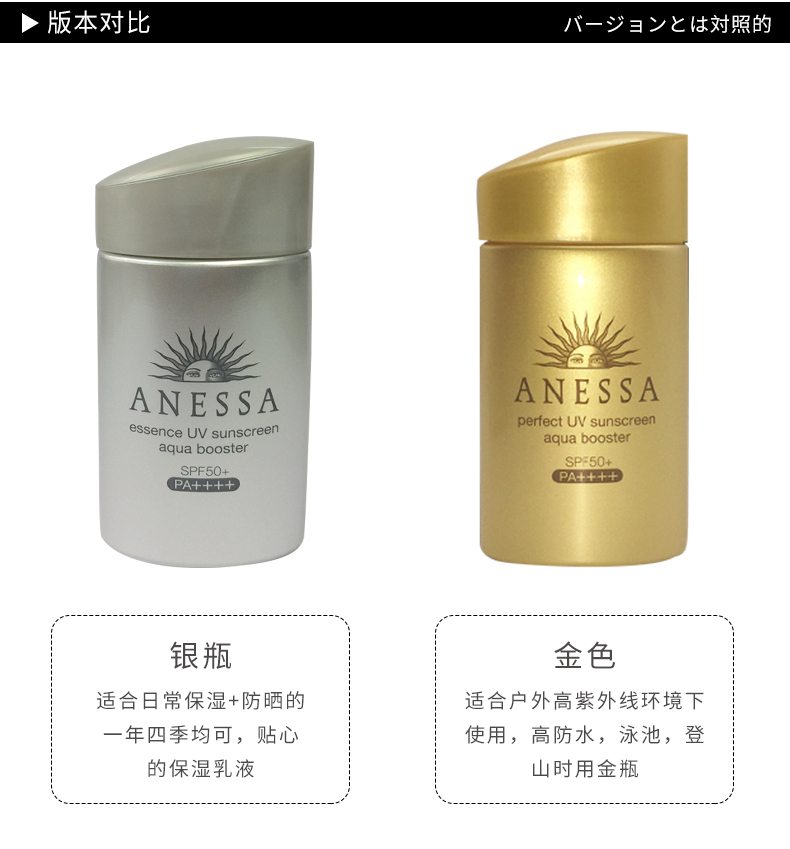 ▶ 版本对比
バージョンとは対照的
ANESSA
essence UV sunscreen
aqua booster
SPF50+
PA++++
ANESSA
perfect UV sunscreen
aqua booster
SPF50+
PA++++
银瓶
适合日常保湿+防晒的
一年四季均可，贴心
的保湿乳液
金色
适合户外高紫外线环境下
使用，高防水，泳池，登
山时用金瓶